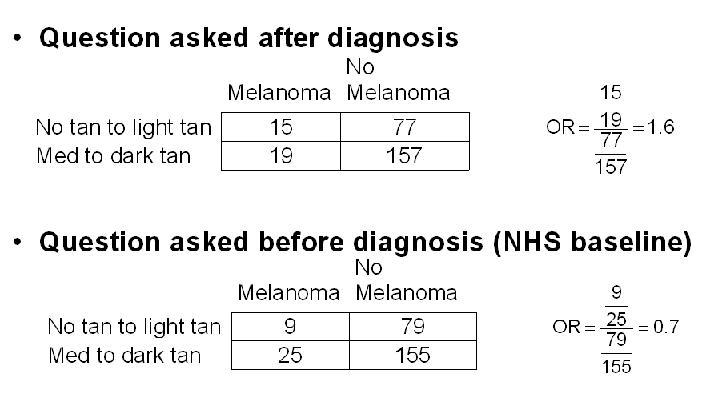 • Question asked after diagnosis
No
Melanoma Melanoma
No tan to light tan 15 77
Med to dark tan 19 157
15
OR = 19 = 1.6
77
157
• Question asked before diagnosis (NHS baseline)
No
Melanoma Melanoma
No tan to light tan 9 79
Med to dark tan 25 155
9
OR = 25 = 0.7
79
155